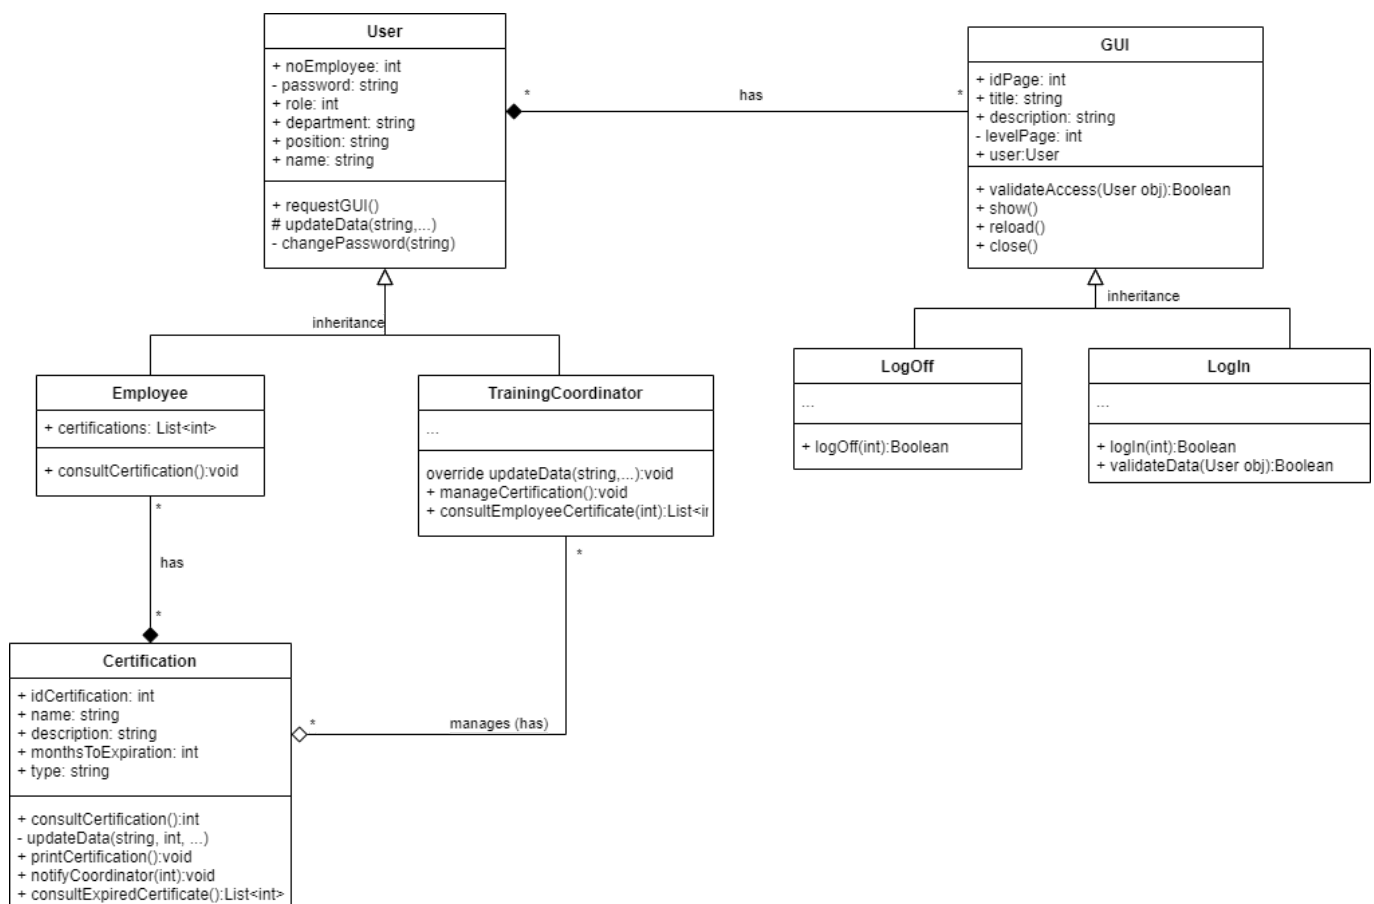 User
+ noEmployee: int
- password: string
+ role: int
+ department: string
+ position: string
+ name: string
+ requestGUI()
# updateData(string,...)
- changePassword(string)
*
has
*
GUI
+ idPage: int
+ title: string
+ description: string
- levelPage: int
+ user:User
+ validateAccess(User obj):Boolean
+ show()
+ reload()
+ close()
inheritance
inheritance
Employee
+ certifications: List<int>
+ consultCertification():void
TrainingCoordinator
...
override updateData(string,...):void
+ manageCertification():void
+ consultEmployeeCertificate(int):List<i
LogOff
...
+ logOff(int):Boolean
LogIn
...
+ logIn(int):Boolean
+ validateData(User obj):Boolean
*
has
*
*
manages (has)
*
Certification
+ idCertification: int
+ name: string
+ description: string
+ monthsToExpiration: int
+ type: string
+ consultCertification():int
- updateData(string, int, ...)
+ printCertification():void
+ notifyCoordinator(int):void
+ consultExpiredCertificate():List<int>